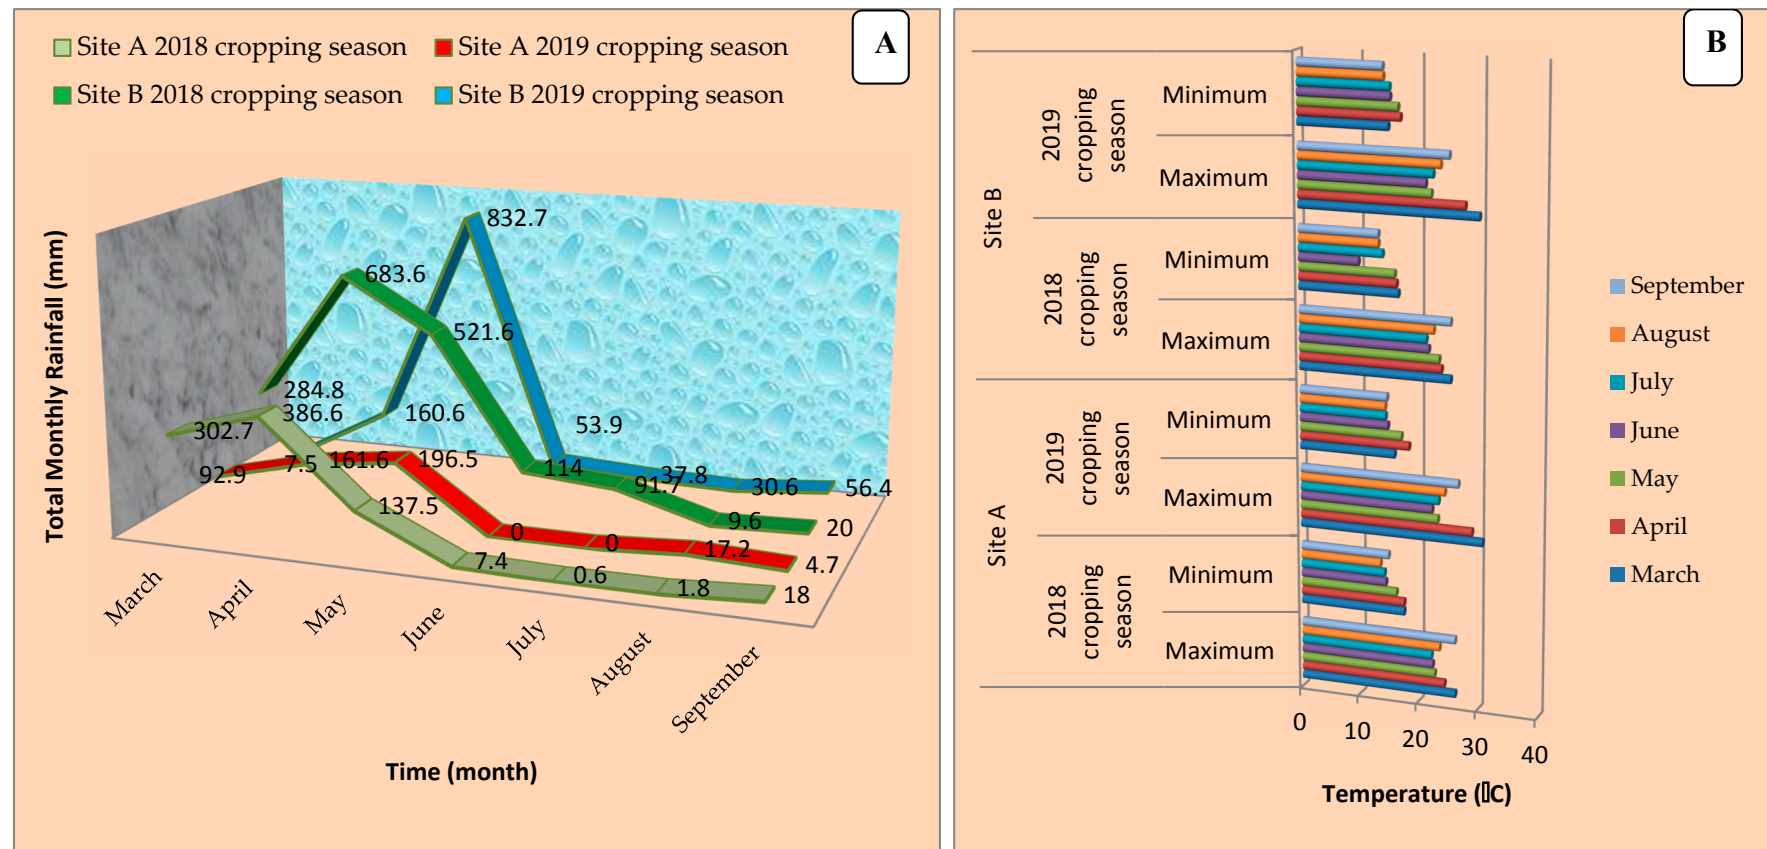 A
Site A 2018 cropping season
Site A 2019 cropping season
Site B 2018 cropping season
Site B 2019 cropping season
Total Monthly Rainfall (mm)
832.7
683.6
521.6
284.8
386.6
160.6
302.7
53.9
92.9
7.5
161.6
196.5
114
37.8
91.7
30.6
56.4
137.5
0
0
17.2
9.6
20
4.7
7.4
0.6
1.8
18
March
April
May
June
July
August
September
Time (month)
B
Site B
2019
cropping
season
Minimum
Maximum
2018
cropping
season
Minimum
Maximum
Site A
2019
cropping
season
Minimum
Maximum
2018
cropping
season
Minimum
Maximum
0
10
20
30
40
Temperature (▯C)
September
August
July
June
May
April
March